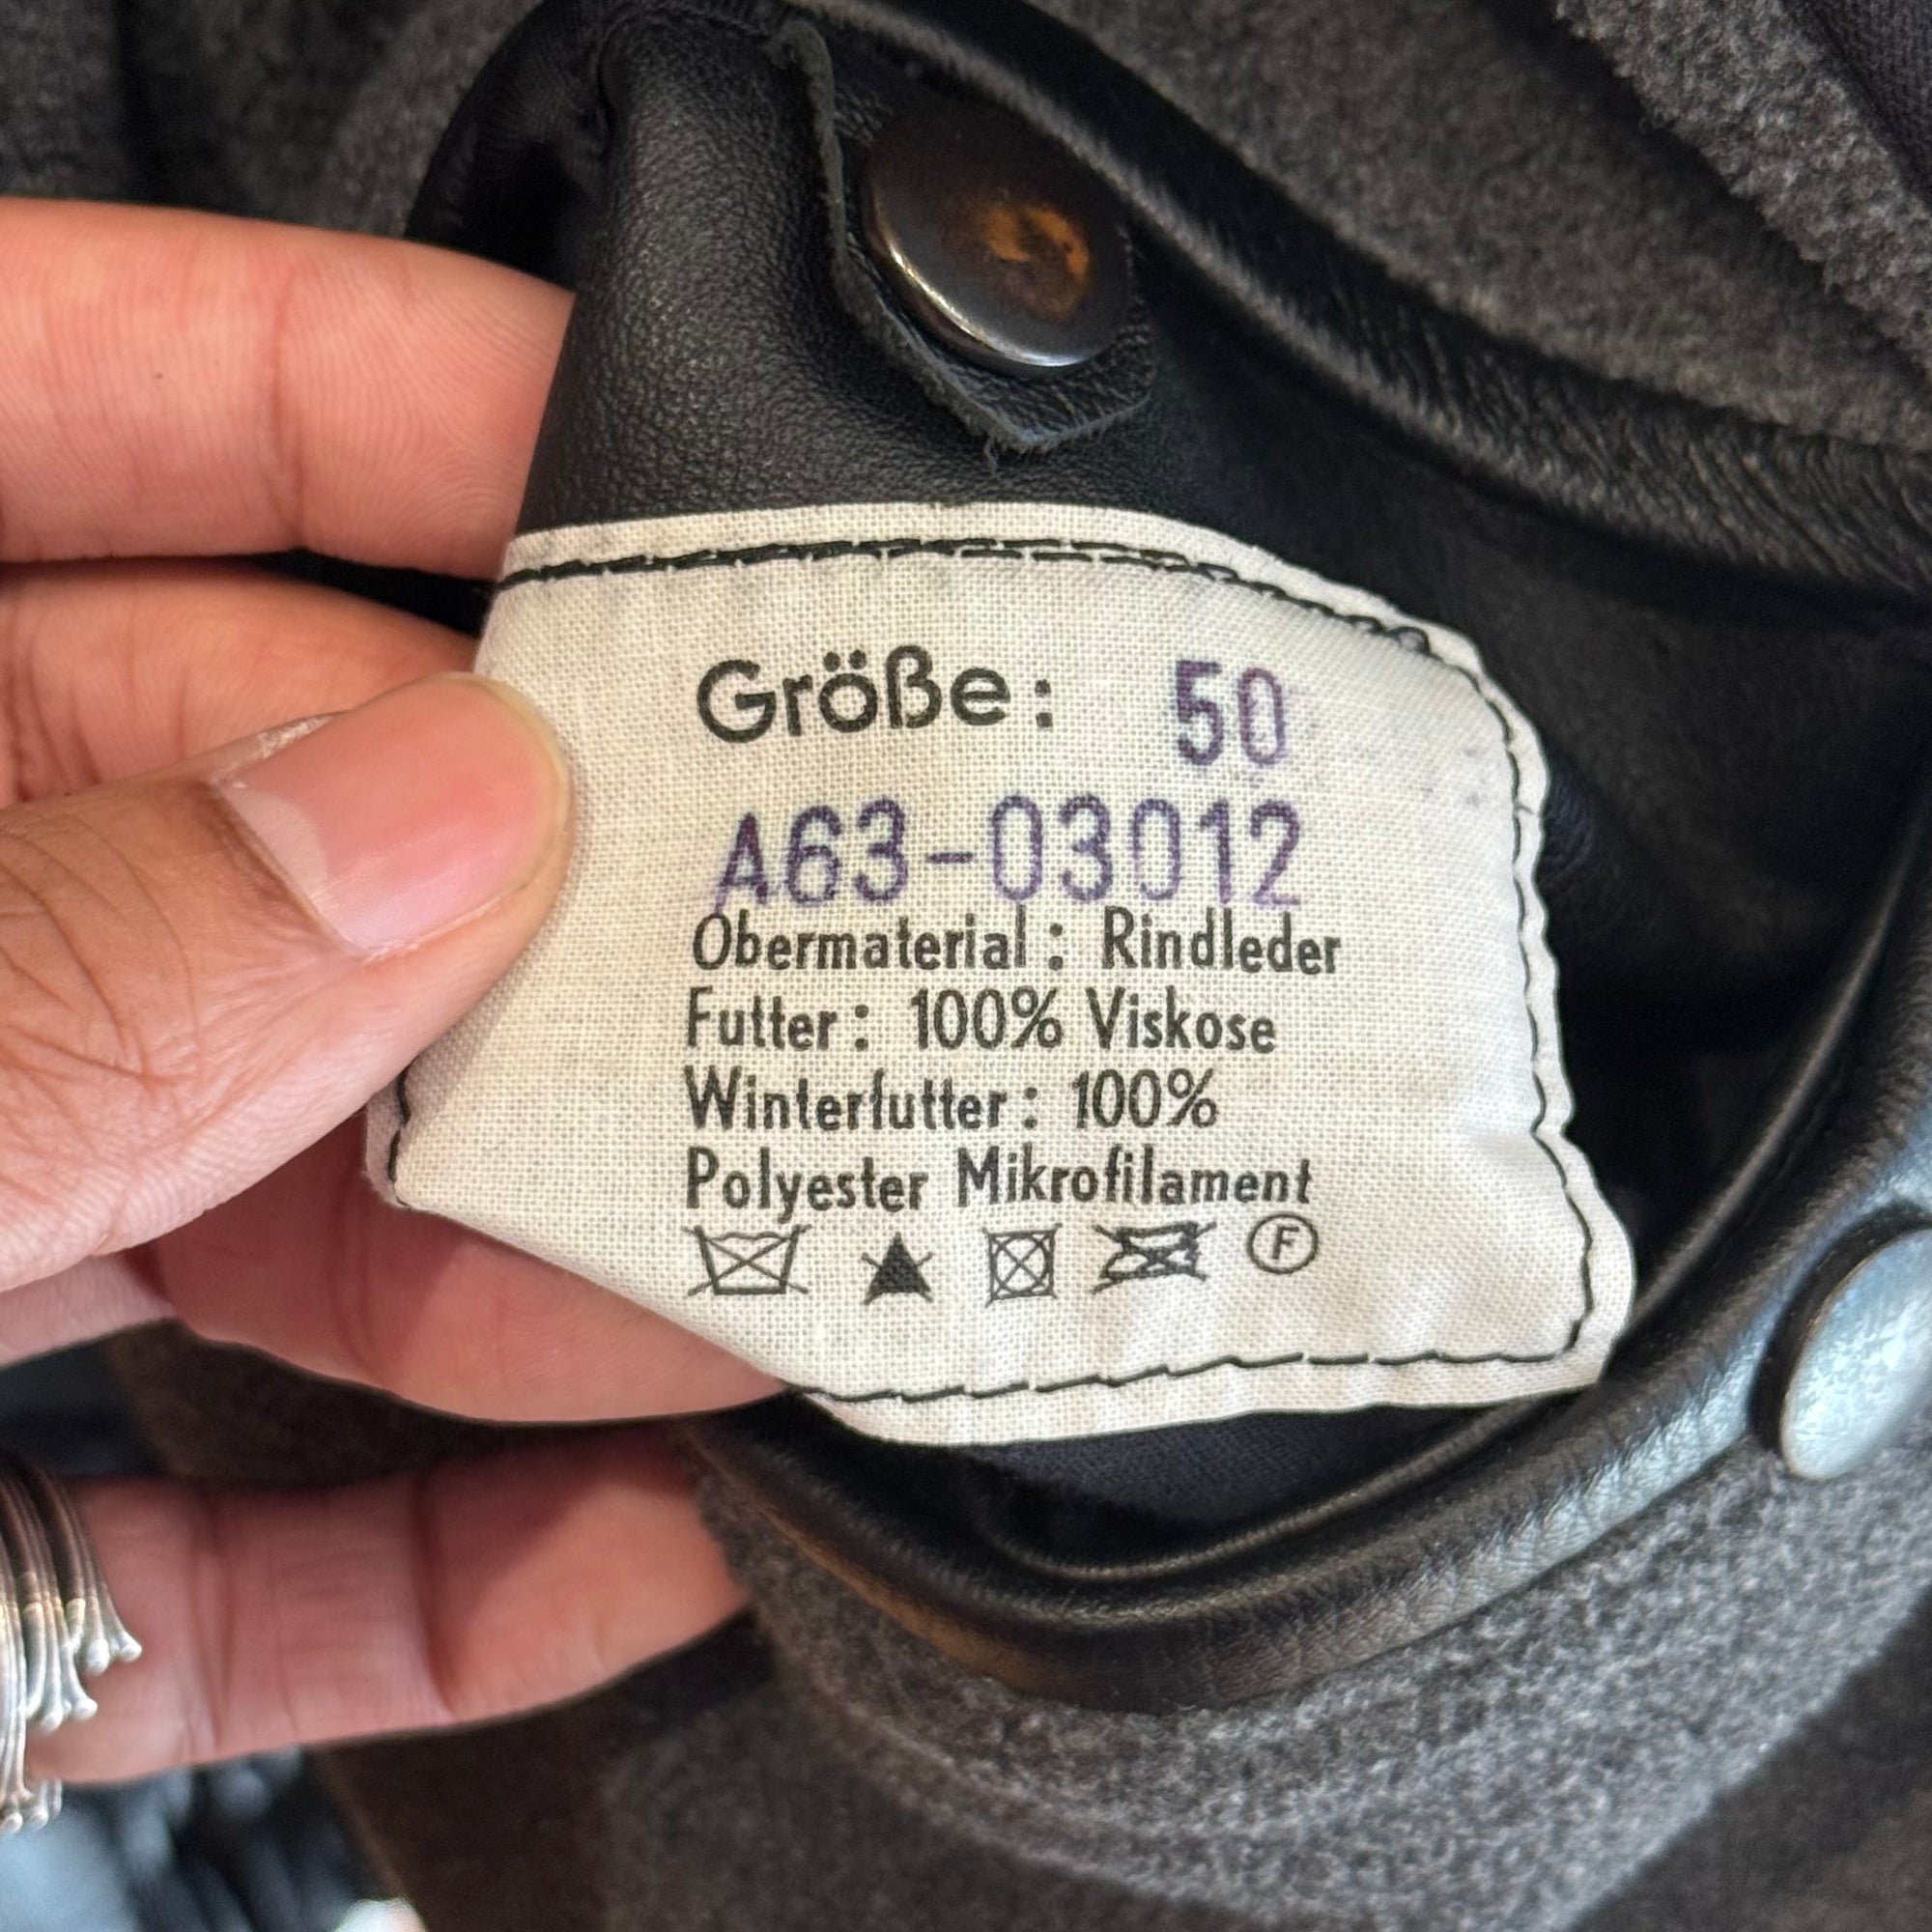 Größe: 50
A63-03012
Obermaterial: Rindleder
Futter: 100% Viskose
Winterfutter: 100%
Polyester Mikrofilament
F